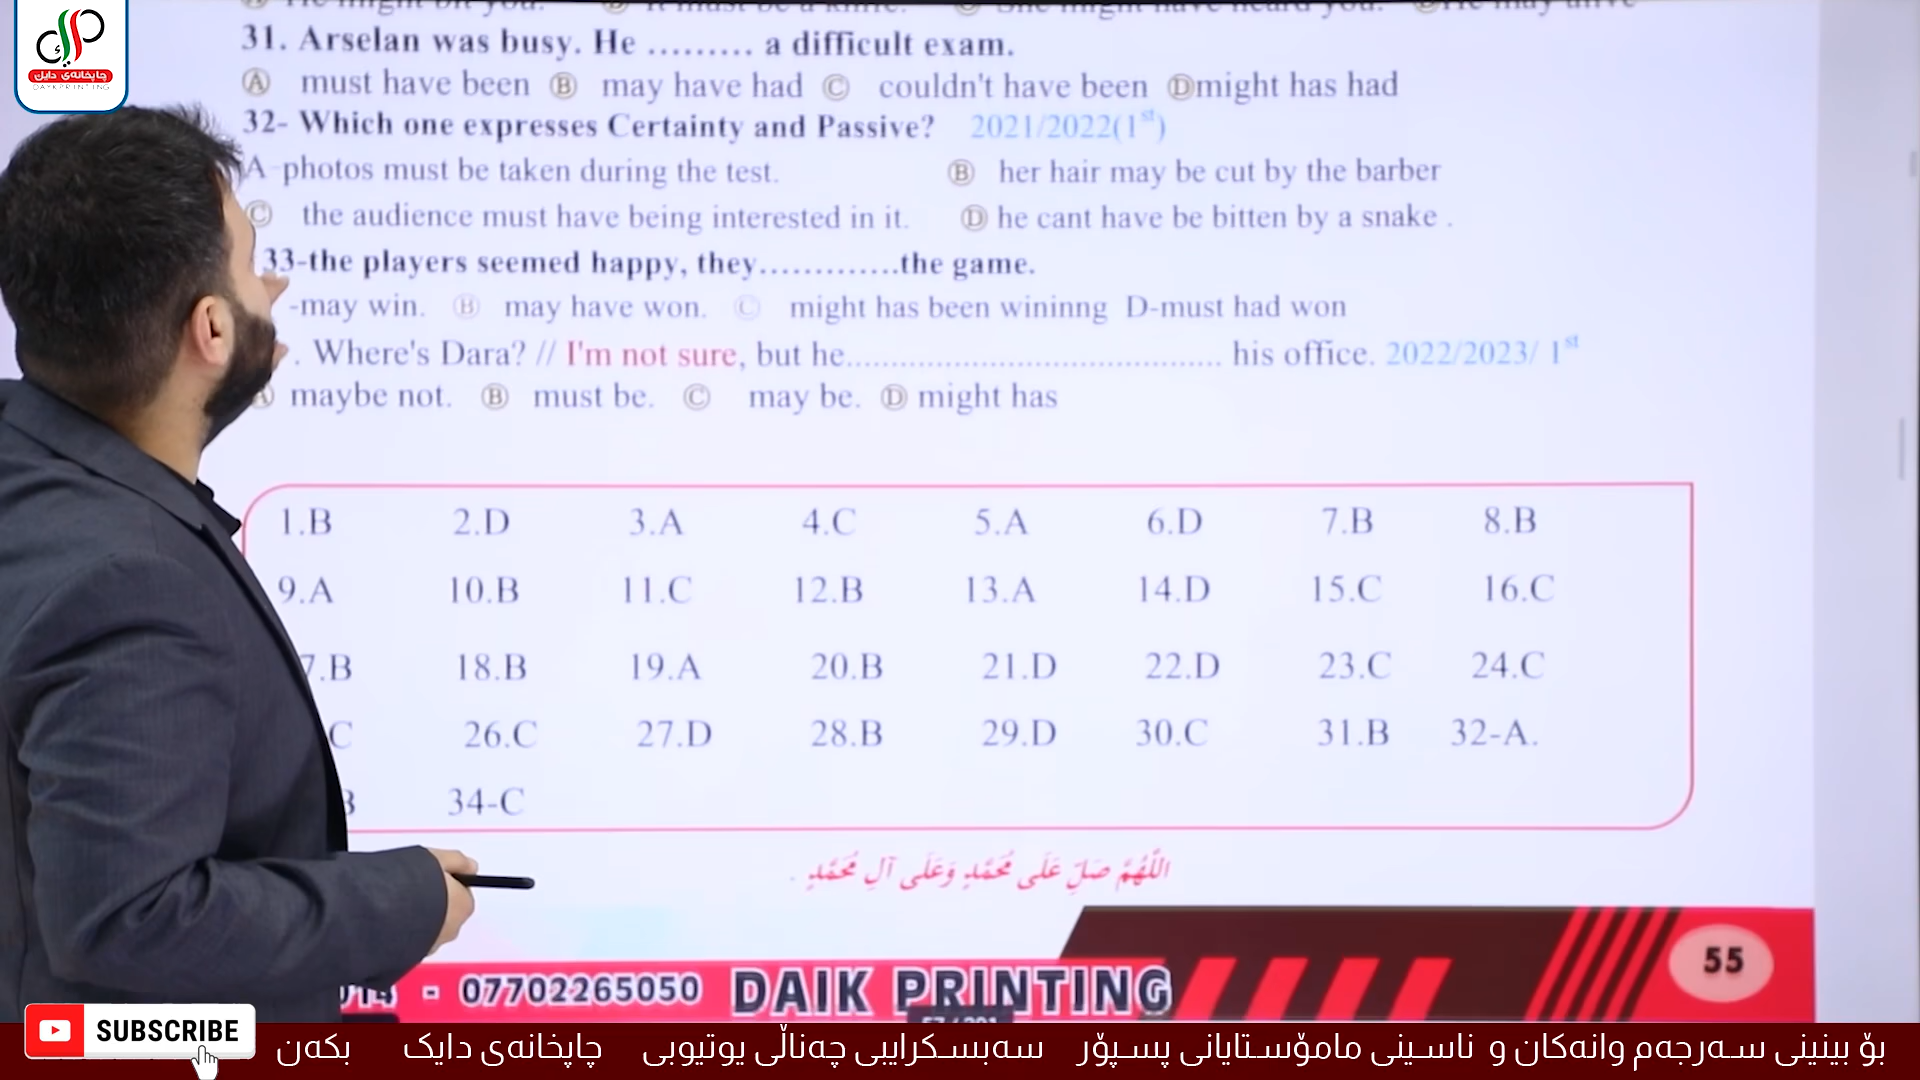 چاپخانەی دایک
DAYK PRINTING
31. Arselan was busy. He ......... a difficult exam.
Ⓐ must have been Ⓑ may have had Ⓒ couldn't have been Ⓓmight has had
32- Which one expresses Certainty and Passive? 2021/2022(1st)
A-photos must be taken during the test. Ⓑ her hair may be cut by the barber
Ⓒ the audience must have being interested in it. Ⓓ he cant have be bitten by a snake .
33-the players seemed happy, they.............the game.
-may win. Ⓑ may have won. Ⓒ might has been wininng D-must had won
. Where's Dara? // I'm not sure, but he...................................... his office. 2022/2023/ 1st
maybe not. Ⓑ must be. Ⓒ may be. Ⓓ might has
1.B 2.D 3.A 4.C 5.A 6.D 7.B 8.B
9.A 10.B 11.C 12.B 13.A 14.D 15.C 16.C
7.B 18.B 19.A 20.B 21.D 22.D 23.C 24.C
C 26.C 27.D 28.B 29.D 30.C 31.B 32-A.
34-C
اللَّهُمَّ صَلِّ عَلَى مُحَمَّدٍ وَعَلَى آلِ مُحَمَّدٍ .
- 07702265050 DAIK PRINTING
55
SUBSCRIBE
بۆ بینینی سەرجەم وانەکان و ناسینی مامۆستایانی پسپۆر سەبسکرایبی چەناڵی یوتیوبی چاپخانەی دایک بکەن